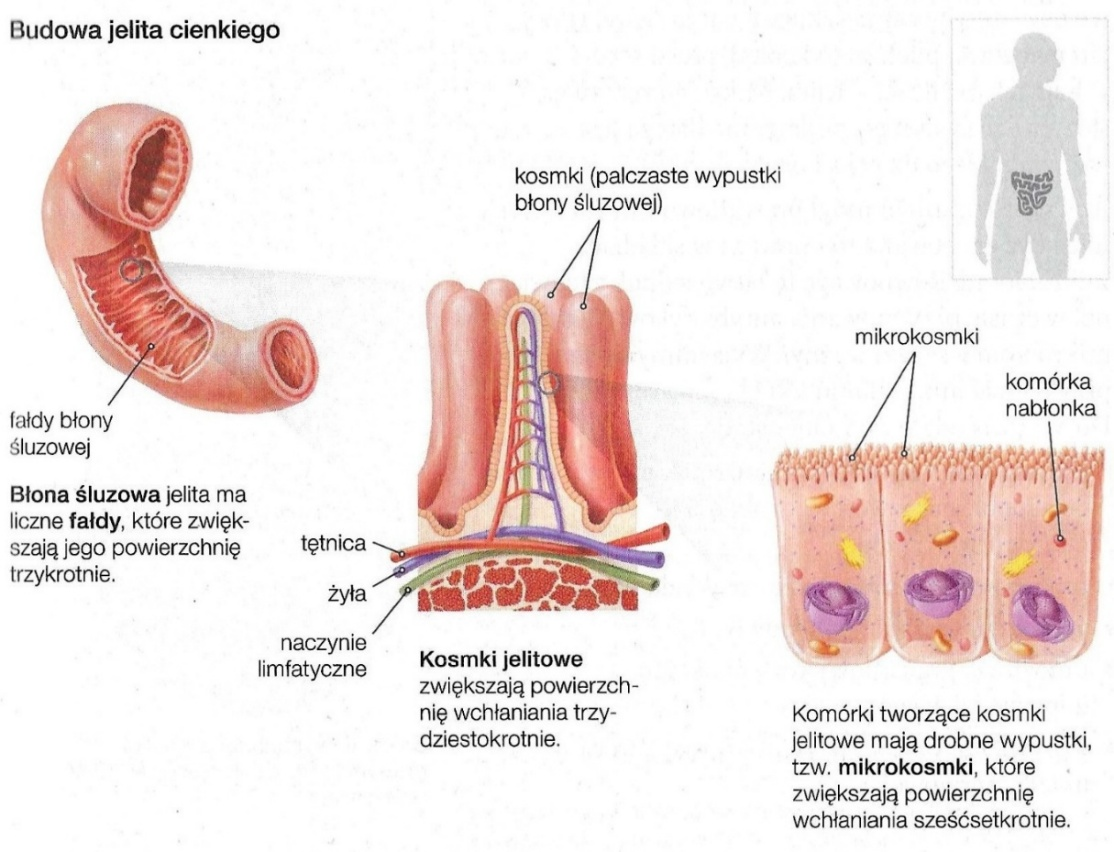 Budowa jelita cienkiego
kosmki (palczaste wypustki
błony śluzowej)
mikrokosmki
komórka
nabłonka
fałdy błony
śluzowej
Błona śluzowa jelita ma
liczne fałdy, które zwięk-
szają jego powierzchnię
trzykrotnie.
tętnica
żyła
naczynie
limfatyczne
Kosmki jelitowe
zwiększają powierzch-
nię wchłaniania trzy-
dziestokrotnie.
Komórki tworzące kosmki
jelitowe mają drobne wypustki,
tzw. mikrokosmki, które
zwiększają powierzchnię
wchłaniania sześćsetkrotnie.